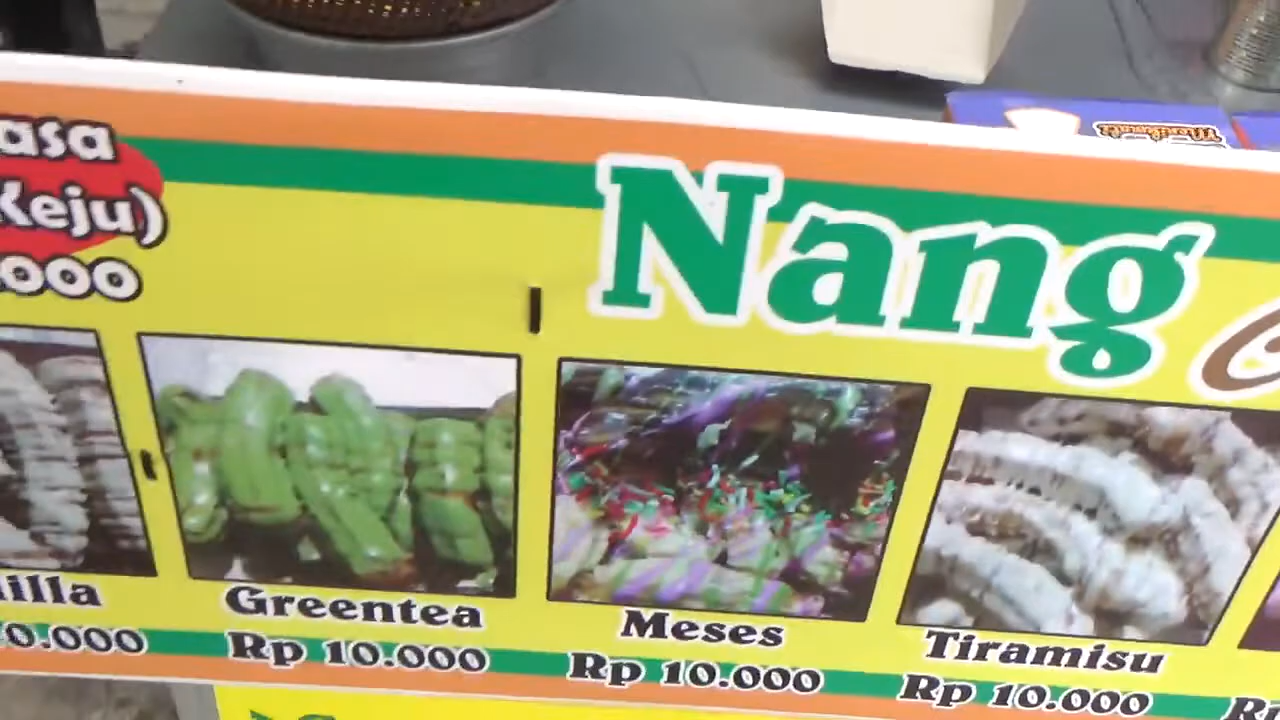 asa
Keju)
.000
Nang
illa
0.000
Greentea
Rp 10.000
Meses
Rp 10.000
Tiramisu
Rp 10.000